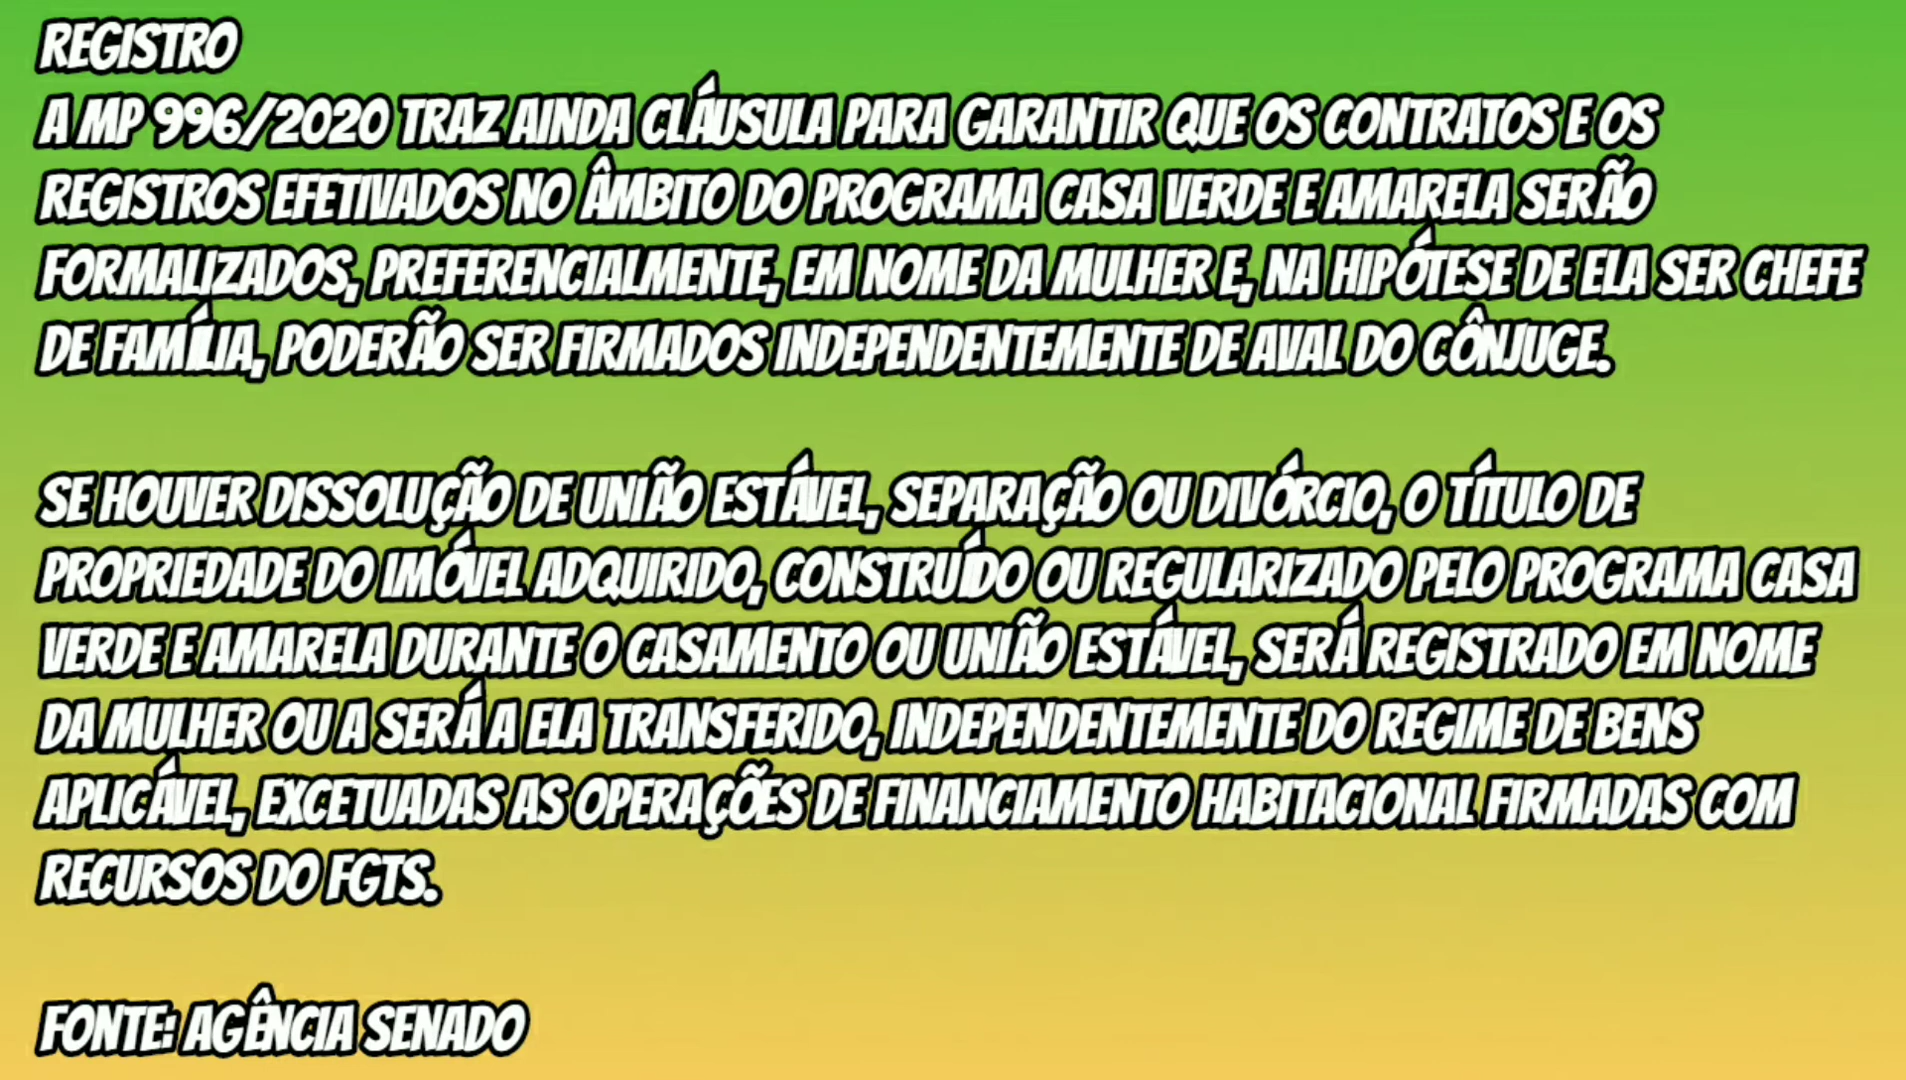 REGISTRO
A MP 996/2020 TRAZ AINDA CLÁUSULA PARA GARANTIR QUE OS CONTRATOS E OS
REGISTROS EFETIVADOS NO ÂMBITO DO PROGRAMA CASA VERDE E AMARELA SERÃO
FORMALIZADOS, PREFERENCIALMENTE, EM NOME DA MULHER E, NA HIPÓTESE DE ELA SER CHEFE
DE FAMÍLIA, PODERÃO SER FIRMADOS INDEPENDENTEMENTE DE AVAL DO CÔNJUGE.
SE HOUVER DISSOLUÇÃO DE UNIÃO ESTÁVEL, SEPARAÇÃO OU DIVÓRCIO, O TÍTULO DE
PROPRIEDADE DO IMÓVEL ADQUIRIDO, CONSTRUÍDO OU REGULARIZADO PELO PROGRAMA CASA
VERDE E AMARELA DURANTE O CASAMENTO OU UNIÃO ESTÁVEL, SERÁ REGISTRADO EM NOME
DA MULHER OU A SERÁ A ELA TRANSFERIDO, INDEPENDENTEMENTE DO REGIME DE BENS
APLICÁVEL, EXCETUADAS AS OPERAÇÕES DE FINANCIAMENTO HABITACIONAL FIRMADAS COM
RECURSOS DO FGTS.
FONTE: AGÊNCIA SENADO